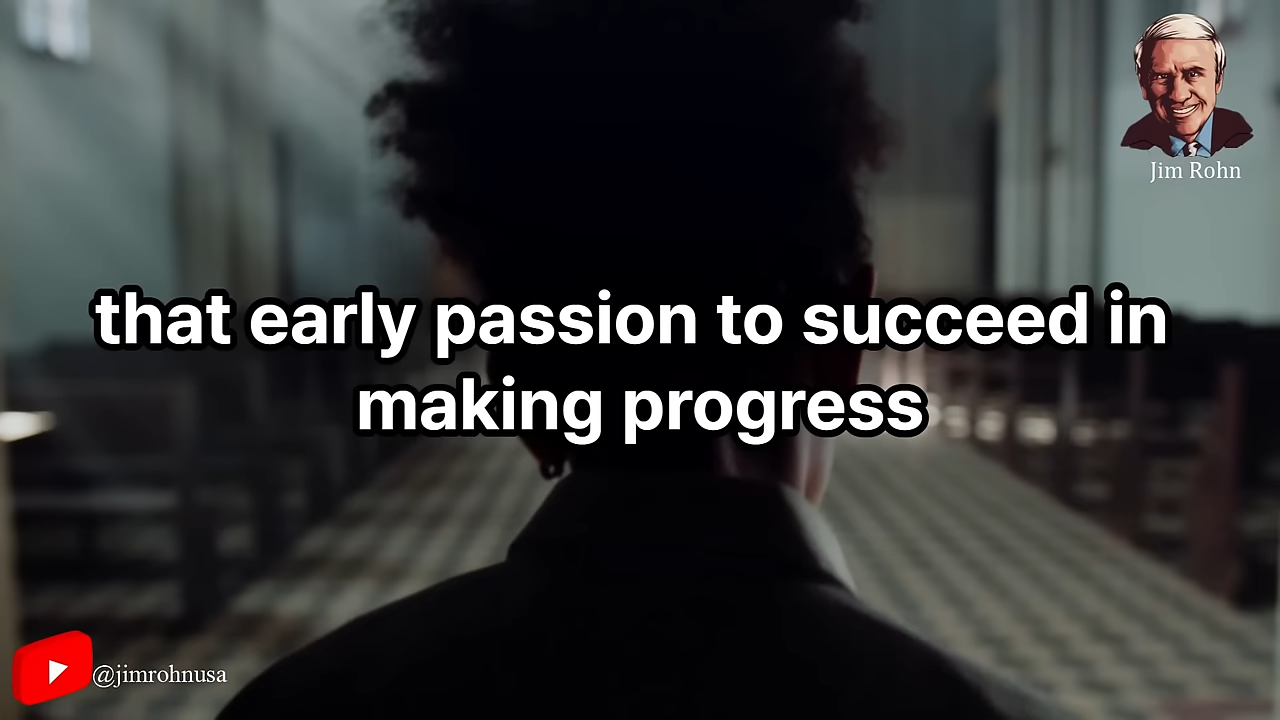 Jim Rohn
that early passion to succeed in
making progress
@jimrohnusa